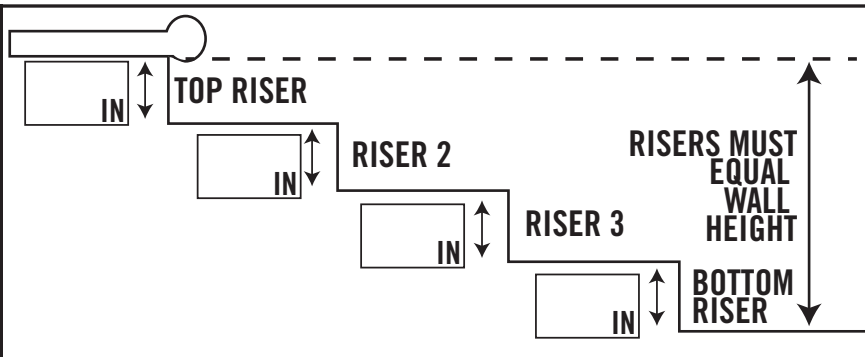 IN
TOP RISER
IN
RISER 2
IN
RISER 3
IN
BOTTOM
RISER
RISERS MUST
EQUAL
WALL
HEIGHT